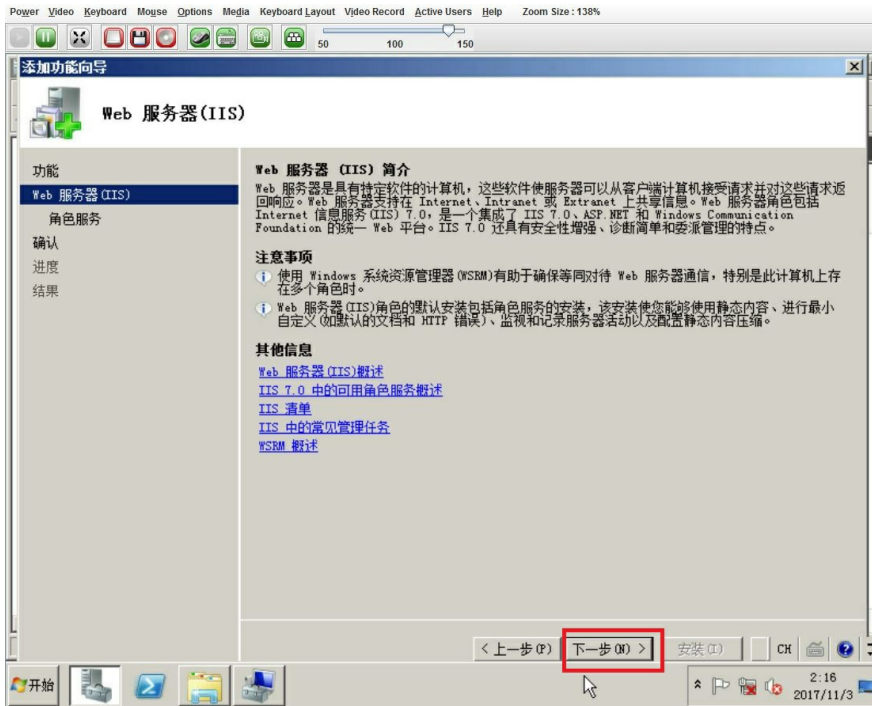 Power Video Keyboard Mouse Options Media Keyboard Layout Video Record Active Users Help Zoom Size : 138%
50 100 150
添加功能向导
Web 服务器(IIS)
功能
Web 服务器(IIS)
角色服务
确认
进度
结果
Web 服务器 (IIS) 简介
Web 服务器是具有特定软件的计算机，这些软件使服务器可以从客户端计算机接受请求并对这些请求返
回响应。Web 服务器支持在 Internet、Intranet 或 Extranet 上共享信息。Web 服务器角色包括
Internet 信息服务(IIS) 7.0，是一个集成了 IIS 7.0、ASP.NET 和 Windows Communication
Foundation 的统一 Web 平台。IIS 7.0 还具有安全性增强、诊断简单和委派管理的特点。
注意事项
使用 Windows 系统资源管理器(WSRM)有助于确保等同对待 Web 服务器通信，特别是此计算机上存
在多个角色时。
Web 服务器(IIS)角色的默认安装包括角色服务的安装，该安装使您能够使用静态内容、进行最小
自定义(如默认的文档和 HTTP 错误)、监视和记录服务器活动以及配置静态内容压缩。
其他信息
Web 服务器(IIS)概述
IIS 7.0 中的可用角色服务概述
IIS 清单
IIS 中的常见管理任务
WSRM 概述
< 上一步(P) 下一步(N) > 安装(I) CH
开始 2:16
2017/11/3